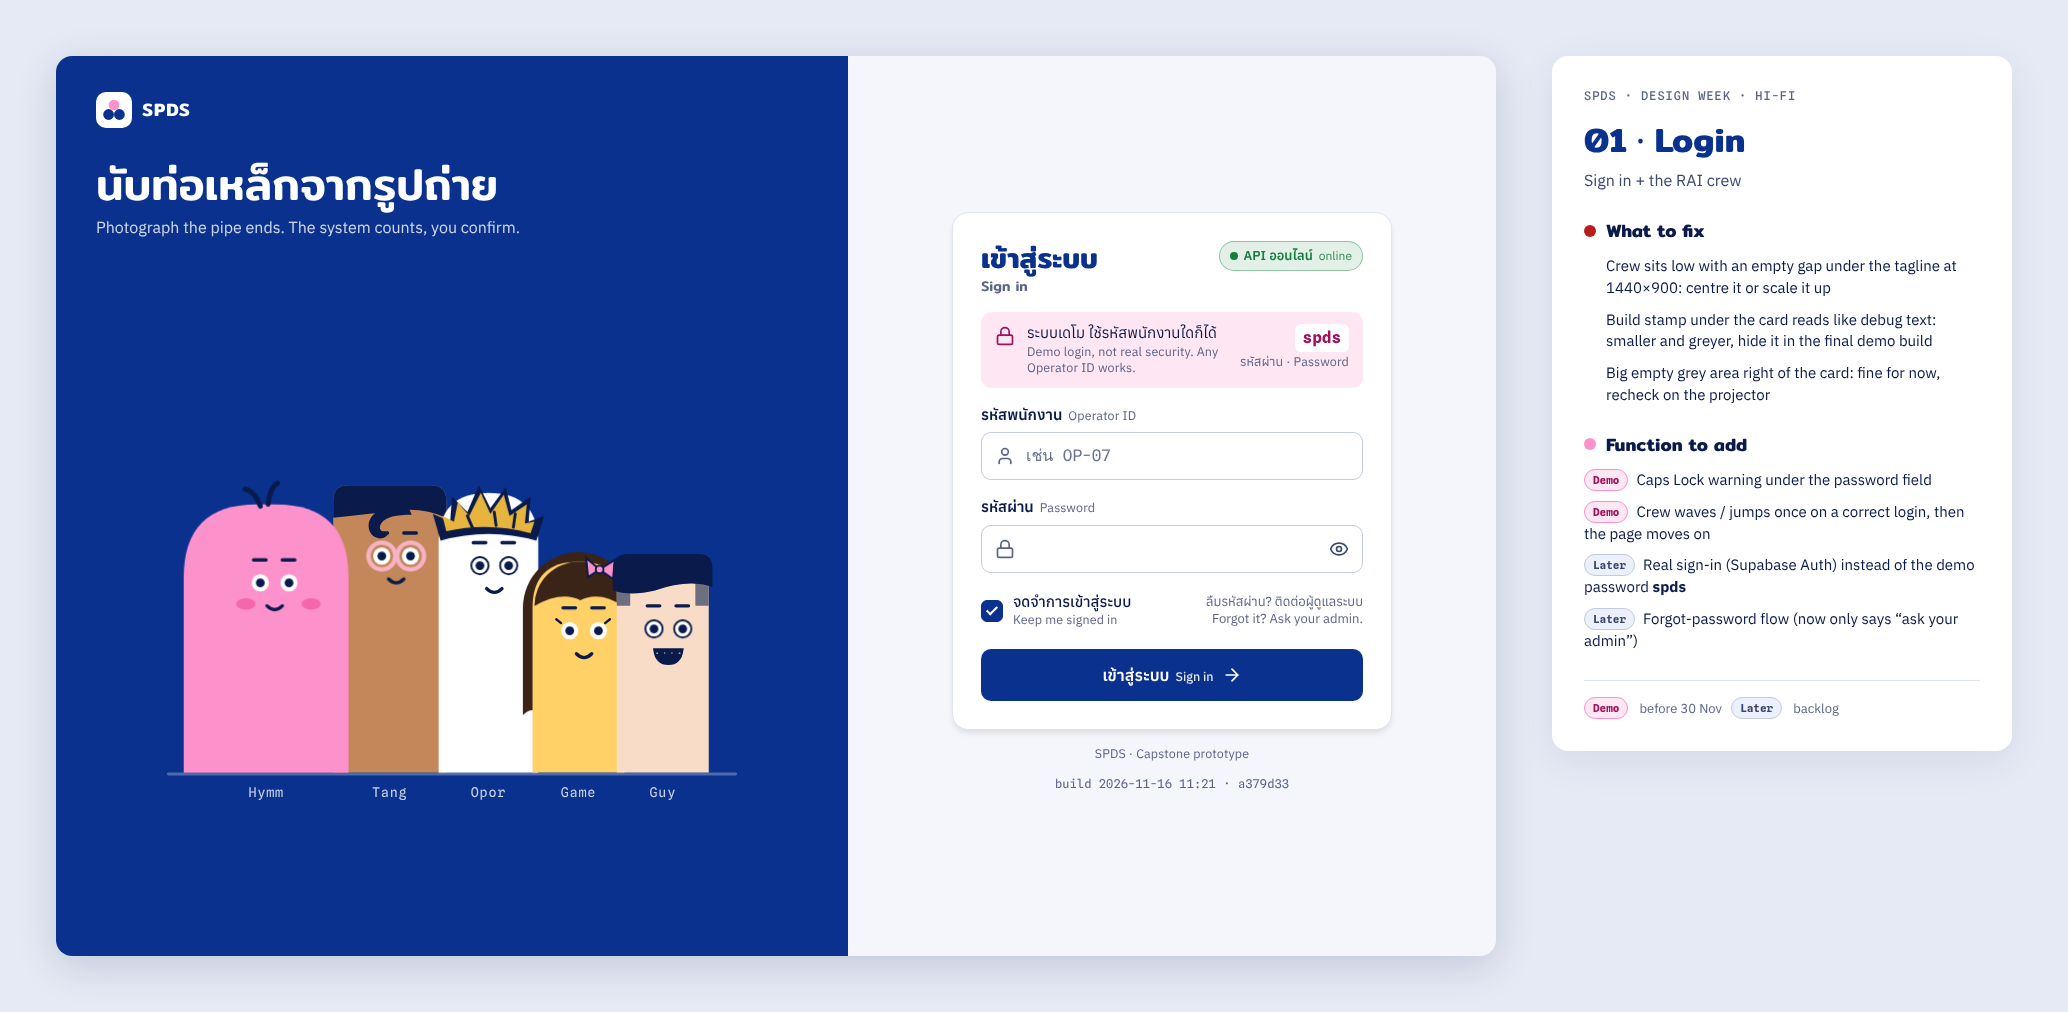 SPDS
นับท่อเหล็กจากรูปถ่าย
Photograph the pipe ends. The system counts, you confirm.
Hymm
Tang
Opor
Game
Guy
เข้าสู่ระบบ
Sign in
API ออนไลน์ online
ระบบเดโม ใช้รหัสพนักงานใดก็ได้
Demo login, not real security. Any
Operator ID works.
spds
รหัสผ่าน · Password
รหัสพนักงาน Operator ID
เช่น OP-07
รหัสผ่าน Password
จดจำการเข้าสู่ระบบ
Keep me signed in
ลืมรหัสผ่าน? ติดต่อผู้ดูแลระบบ
Forgot it? Ask your admin.
เข้าสู่ระบบ Sign in
SPDS · Capstone prototype
build 2026-11-16 11:21 · a379d33
SPDS · DESIGN WEEK · HI-FI
01 · Login
Sign in + the RAI crew
What to fix
Crew sits low with an empty gap under the tagline at
1440×900: centre it or scale it up
Build stamp under the card reads like debug text:
smaller and greyer, hide it in the final demo build
Big empty grey area right of the card: fine for now,
recheck on the projector
Function to add
Demo Caps Lock warning under the password field
Demo Crew waves / jumps once on a correct login, then
the page moves on
Later Real sign-in (Supabase Auth) instead of the demo
password spds
Later Forgot-password flow (now only says “ask your
admin”)
Demo before 30 Nov Later backlog